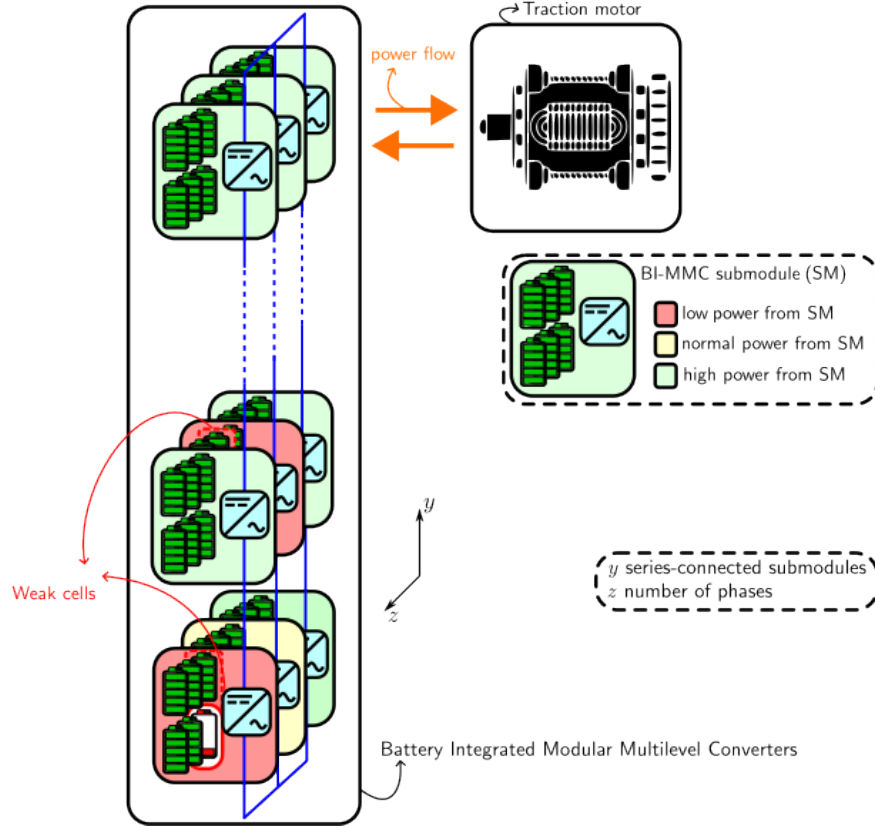 Traction motor
power flow
BI-MMC submodule (SM)
low power from SM
normal power from SM
high power from SM
y
z
Weak cells
y series-connected submodules
z number of phases
Battery Integrated Modular Multilevel Converters